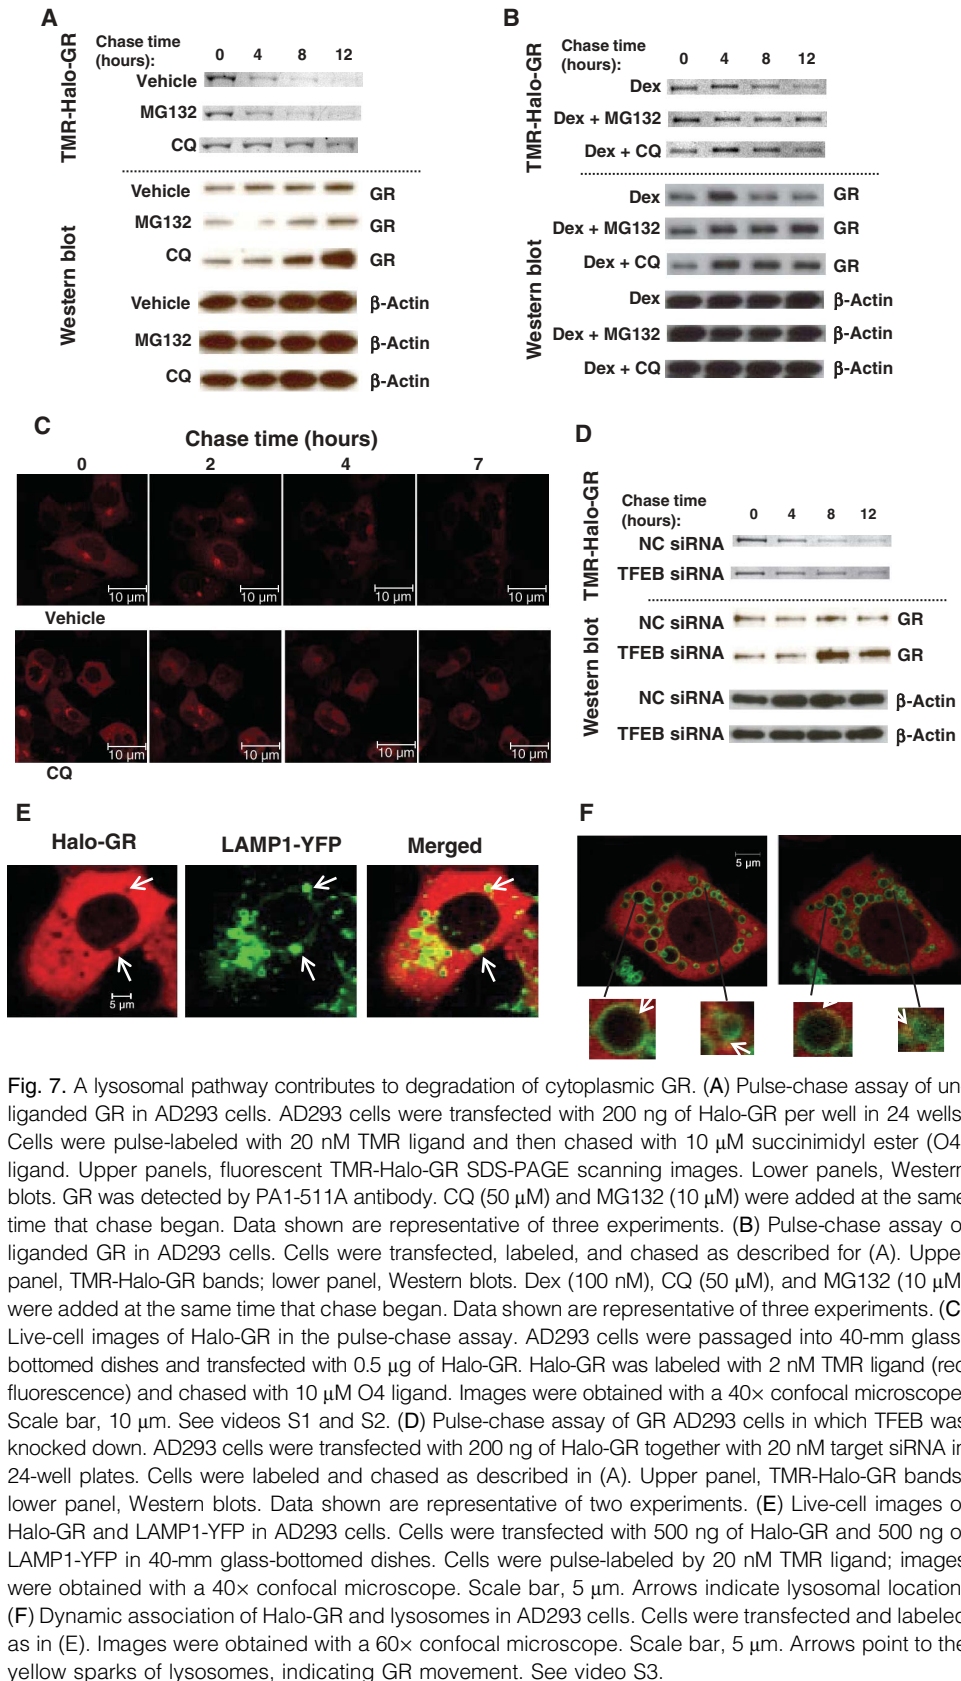 A
Chase time
(hours):
0 4 8 12
TMR-Halo-GR
Vehicle
MG132
CQ
Western blot
Vehicle GR
MG132 GR
CQ GR
Vehicle β-Actin
MG132 β-Actin
CQ β-Actin
B
Chase time
(hours):
0 4 8 12
TMR-Halo-GR
Dex
Dex + MG132
Dex + CQ
Western blot
Dex GR
Dex + MG132 GR
Dex + CQ GR
Dex β-Actin
Dex + MG132 β-Actin
Dex + CQ β-Actin
C
Chase time (hours)
0 2 4 7
10 µm 10 µm 10 µm 10 µm
Vehicle
10 µm 10 µm 10 µm 10 µm
CQ
D
Chase time
(hours):
0 4 8 12
TMR-Halo-GR
NC siRNA
TFEB siRNA
Western blot
NC siRNA GR
TFEB siRNA GR
NC siRNA β-Actin
TFEB siRNA β-Actin
E
Halo-GR LAMP1-YFP Merged
5 µm
F
5 µm
Fig. 7. A lysosomal pathway contributes to degradation of cytoplasmic GR. (A) Pulse-chase assay of un
liganded GR in AD293 cells. AD293 cells were transfected with 200 ng of Halo-GR per well in 24 wells
Cells were pulse-labeled with 20 nM TMR ligand and then chased with 10 µM succinimidyl ester (O4
ligand. Upper panels, fluorescent TMR-Halo-GR SDS-PAGE scanning images. Lower panels, Western
blots. GR was detected by PA1-511A antibody. CQ (50 µM) and MG132 (10 µM) were added at the same
time that chase began. Data shown are representative of three experiments. (B) Pulse-chase assay o
liganded GR in AD293 cells. Cells were transfected, labeled, and chased as described for (A). Uppe
panel, TMR-Halo-GR bands; lower panel, Western blots. Dex (100 nM), CQ (50 µM), and MG132 (10 µM
were added at the same time that chase began. Data shown are representative of three experiments. (C
Live-cell images of Halo-GR in the pulse-chase assay. AD293 cells were passaged into 40-mm glass
bottomed dishes and transfected with 0.5 µg of Halo-GR. Halo-GR was labeled with 2 nM TMR ligand (red
fluorescence) and chased with 10 µM O4 ligand. Images were obtained with a 40× confocal microscope
Scale bar, 10 µm. See videos S1 and S2. (D) Pulse-chase assay of GR AD293 cells in which TFEB was
knocked down. AD293 cells were transfected with 200 ng of Halo-GR together with 20 nM target siRNA in
24-well plates. Cells were labeled and chased as described in (A). Upper panel, TMR-Halo-GR bands
lower panel, Western blots. Data shown are representative of two experiments. (E) Live-cell images o
Halo-GR and LAMP1-YFP in AD293 cells. Cells were transfected with 500 ng of Halo-GR and 500 ng o
LAMP1-YFP in 40-mm glass-bottomed dishes. Cells were pulse-labeled by 20 nM TMR ligand; images
were obtained with a 40× confocal microscope. Scale bar, 5 µm. Arrows indicate lysosomal location
(F) Dynamic association of Halo-GR and lysosomes in AD293 cells. Cells were transfected and labeled
as in (E). Images were obtained with a 60× confocal microscope. Scale bar, 5 µm. Arrows point to the
yellow sparks of lysosomes, indicating GR movement. See video S3.